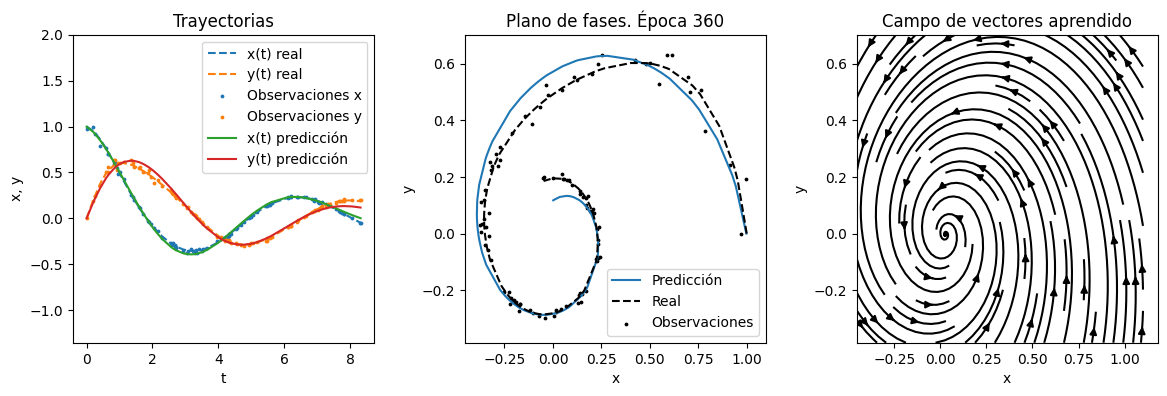 Trayectorias
x(t) real
y(t) real
Observaciones x
Observaciones y
x(t) predicción
y(t) predicción
2.0
1.5
1.0
0.5
0.0
−0.5
−1.0
x, y
0
2
4
6
8
t
Plano de fases. Época 360
0.6
0.4
0.2
0.0
−0.2
y
Predicción
Real
Observaciones
−0.25
0.00
0.25
0.50
0.75
1.00
x
Campo de vectores aprendido
0.6
0.4
0.2
0.0
−0.2
y
−0.25
0.00
0.25
0.50
0.75
1.00
x